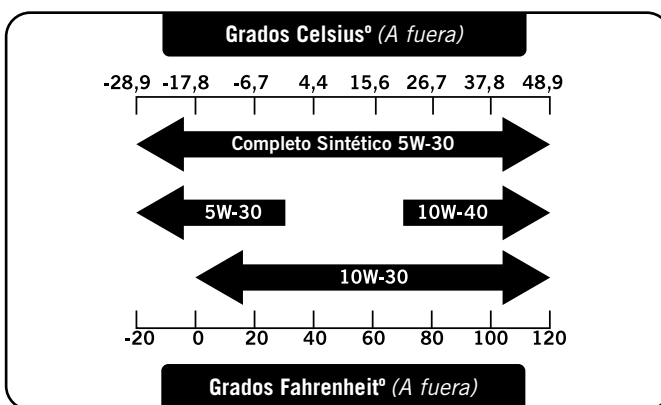 Grados Celsiusº (A fuera)
-28,9 -17,8 -6,7 4,4 15,6 26,7 37,8 48,9
Completo Sintético 5W-30
5W-30 10W-40
10W-30
-20 0 20 40 60 80 100 120
Grados Fahrenheitº (A fuera)